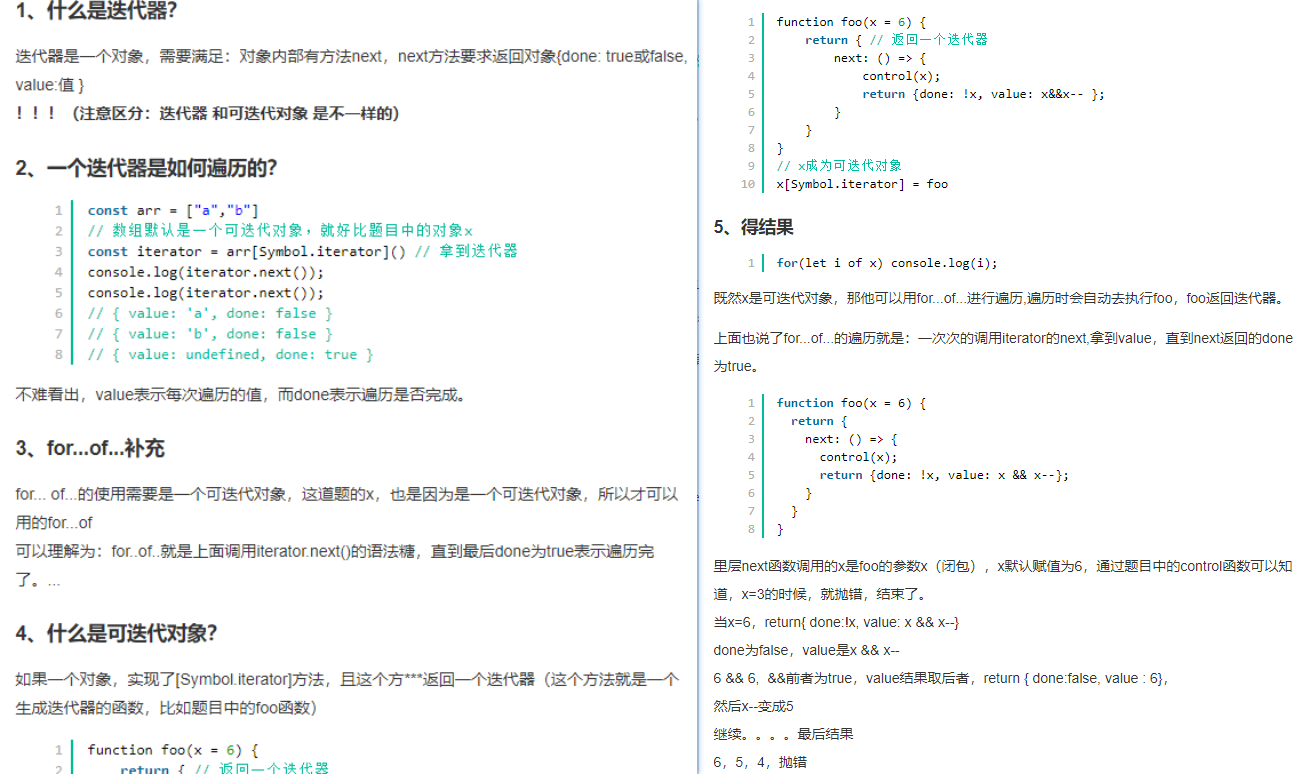 1、什么是迭代器?
迭代器是一个对象，需要满足：对象内部有方法next，next方法要求返回对象{done: true或false,
value:值 }
！！！（注意区分：迭代器 和可迭代对象 是不一样的）
2、一个迭代器是如何遍历的?
1 const arr = ["a","b"]
2 // 数组默认是一个可迭代对象，就好比题目中的对象x
3 const iterator = arr[Symbol.iterator]() // 拿到迭代器
4 console.log(iterator.next());
5 console.log(iterator.next());
6 // { value: 'a', done: false }
7 // { value: 'b', done: false }
8 // { value: undefined, done: true }
不难看出，value表示每次遍历的值，而done表示遍历是否完成。
3、for...of...补充
for... of...的使用需要是一个可迭代对象，这道题的x，也是因为是一个可迭代对象，所以才可以
用的for...of
可以理解为：for..of..就是上面调用iterator.next()的语法糖，直到最后done为true表示遍历完
了。...
4、什么是可迭代对象?
如果一个对象，实现了[Symbol.iterator]方法，且这个方***返回一个迭代器（这个方法就是一个
生成迭代器的函数，比如题目中的foo函数）
1 function foo(x = 6) {
2 return { // 返回一个迭代器
1 function foo(x = 6) {
2 return { // 返回一个迭代器
3 next: () => {
4 control(x);
5 return {done: !x, value: x&&x-- };
6 }
7 }
8 }
9 // x成为可迭代对象
10 x[Symbol.iterator] = foo
5、得结果
1 for(let i of x) console.log(i);
既然x是可迭代对象，那他可以用for...of...进行遍历,遍历时会自动去执行foo，foo返回迭代器。
上面也说了for...of...的遍历就是：一次次的调用iterator的next,拿到value，直到next返回的done
为true。
1 function foo(x = 6) {
2 return {
3 next: () => {
4 control(x);
5 return {done: !x, value: x && x--};
6 }
7 }
8 }
里层next函数调用的x是foo的参数x（闭包），x默认赋值为6，通过题目中的control函数可以知
道，x=3的时候，就抛错，结束了。
当x=6，return{ done:!x, value: x && x--}
done为false，value是x && x--
6 && 6, &&前者为true，value结果取后者，return { done:false, value : 6}，
然后x--变成5
继续。。。。最后结果
6，5，4，抛错